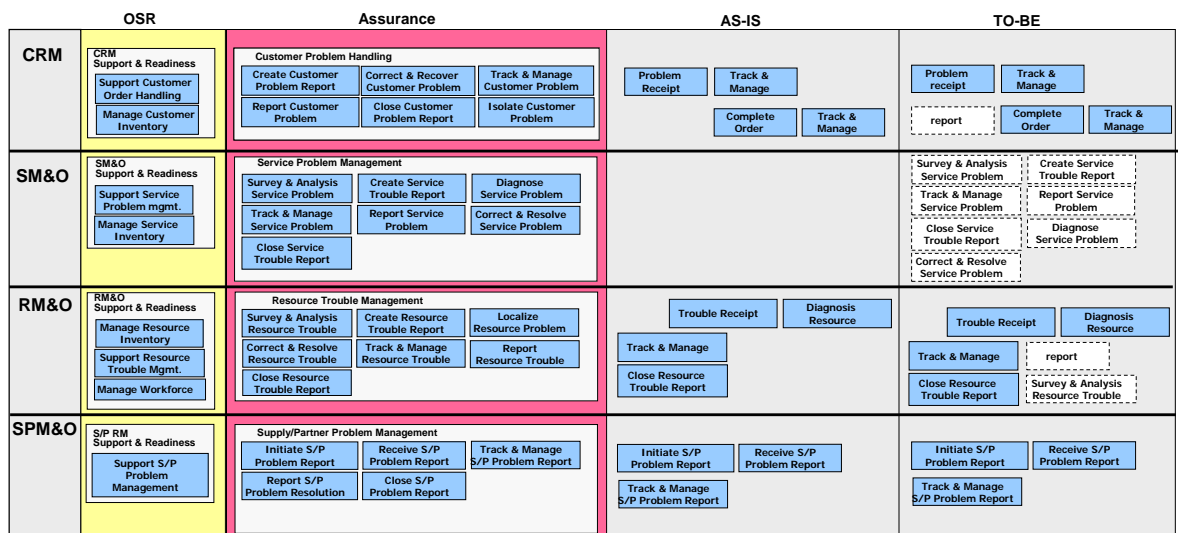 OSR
Assurance
AS-IS
TO-BE
CRM
CRM
Support & Readiness
Support Customer
Order Handling
Manage Customer
Inventory
Customer Problem Handling
Create Customer
Problem Report
Correct & Recover
Customer Problem
Track & Manage
Customer Problem
Report Customer
Problem
Close Customer
Problem Report
Isolate Customer
Problem
Problem
Receipt
Track &
Manage
Complete
Order
Track &
Manage
Problem
receipt
Track &
Manage
report
Complete
Order
Track &
Manage
SM&O
SM&O
Support & Readiness
Support Service
Problem mgmt.
Manage Service
Inventory
Service Problem Management
Survey & Analysis
Service Problem
Create Service
Trouble Report
Diagnose
Service Problem
Track & Manage
Service Problem
Report Service
Problem
Correct & Resolve
Service Problem
Close Service
Trouble Report
Survey & Analysis
Service Problem
Create Service
Trouble Report
Track & Manage
Service Problem
Report Service
Problem
Close Service
Trouble Report
Diagnose
Service Problem
Correct & Resolve
Service Problem
RM&O
RM&O
Support & Readiness
Manage Resource
Inventory
Support Resource
Trouble Mgmt.
Manage Workforce
Resource Trouble Management
Survey & Analysis
Resource Trouble
Create Resource
Trouble Report
Localize
Resource Problem
Correct & Resolve
Resource Trouble
Track & Manage
Resource Trouble
Report
Resource Trouble
Close Resource
Trouble Report
Trouble Receipt
Diagnosis
Resource
Track & Manage
Close Resource
Trouble Report
Trouble Receipt
Diagnosis
Resource
Track & Manage
report
Close Resource
Trouble Report
Survey & Analysis
Resource Trouble
SPM&O
S/P RM
Support & Readiness
Support S/P
Problem
Management
Supply/Partner Problem Management
Initiate S/P
Problem Report
Receive S/P
Problem Report
Track & Manage
S/P Problem Report
Report S/P
Problem Resolution
Close S/P
Problem Report
Initiate S/P
Problem Report
Receive S/P
Problem Report
Track & Manage
S/P Problem Report
Initiate S/P
Problem Report
Receive S/P
Problem Report
Track & Manage
S/P Problem Report